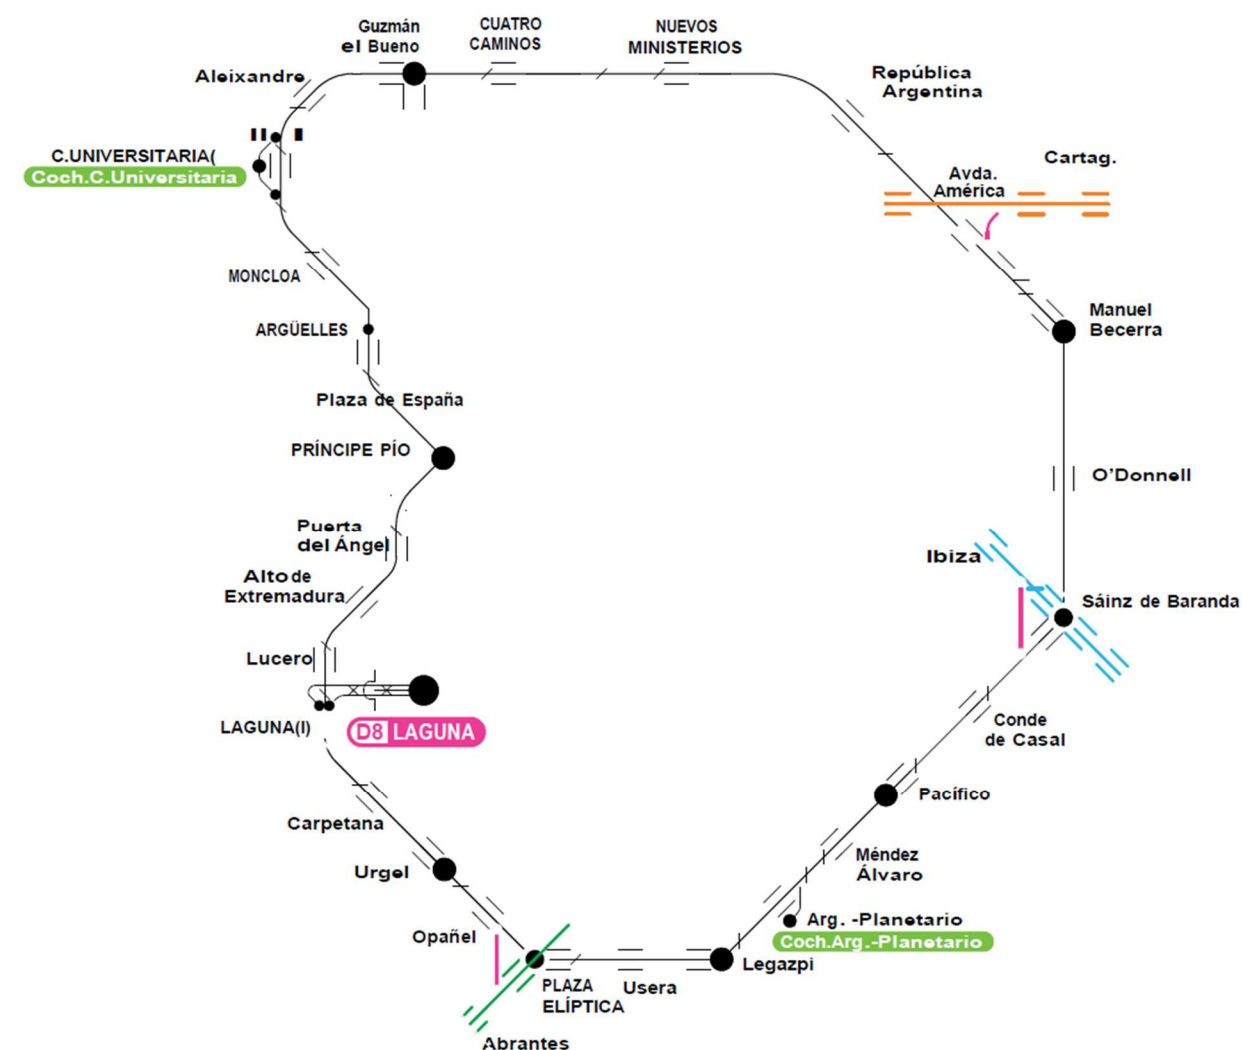 Guzmán
el Bueno
CUATRO
CAMINOS
NUEVOS
MINISTERIOS
República
Argentina
Aleixandre
II I
C.UNIVERSITARIA(
Coch.C.Universitaria
Cartag.
Avda.
América
MONCLOA
ARGÜELLES
Manuel
Becerra
Plaza de España
PRÍNCIPE PÍO
O'Donnell
Puerta
del Ángel
Ibiza
Alto de
Extremadura
Sáinz de Baranda
Lucero
LAGUNA(I)
D8 LAGUNA
Conde
de Casal
Pacífico
Carpetana
Méndez
Álvaro
Urgel
Arg. -Planetario
Coch.Arg.-Planetario
Opañel
Legazpi
PLAZA
ELÍPTICA
Usera
Abrantes